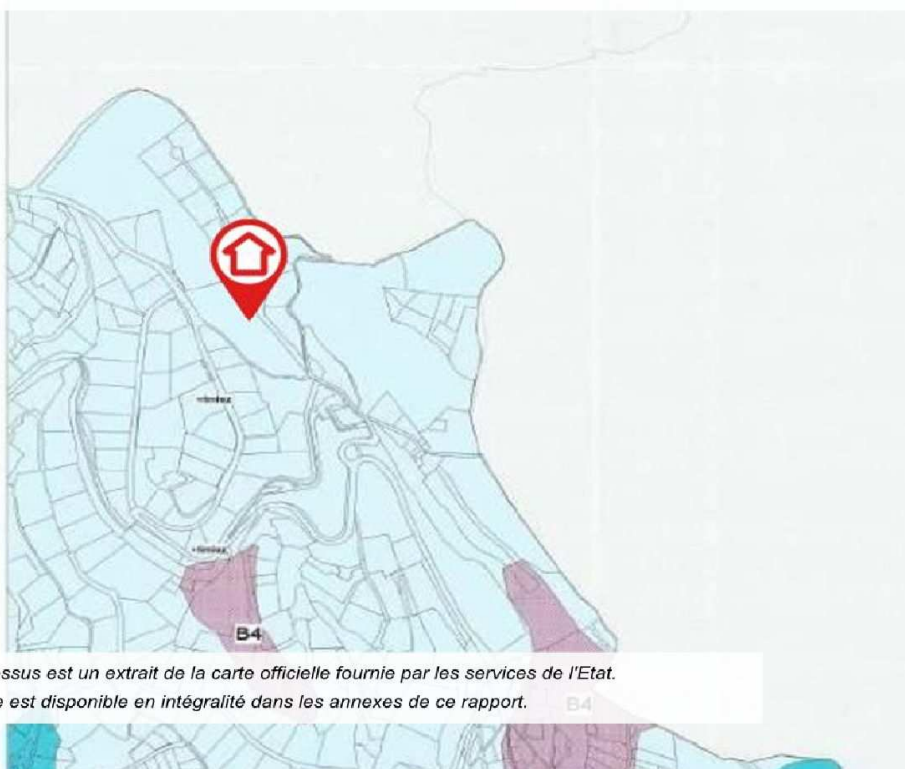 B4
essus est un extrait de la carte officielle fournie par les services de l'Etat.
e est disponible en intégralité dans les annexes de ce rapport.
B4